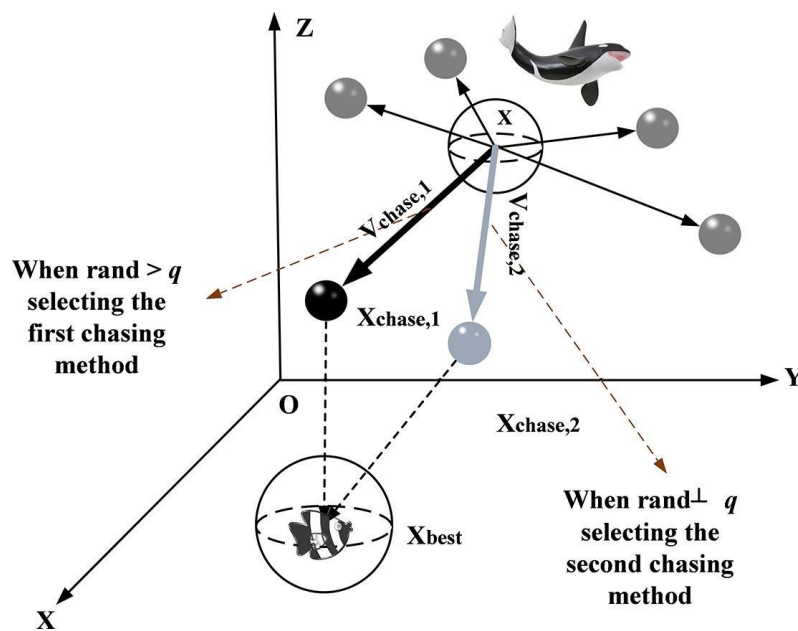 Z
X
Vchase,1
Vchase,2
When rand > q
selecting the
first chasing
method
Xchase,1
Y
O
Xchase,2
When rand⊥ q
selecting the
second chasing
method
Xbest
X